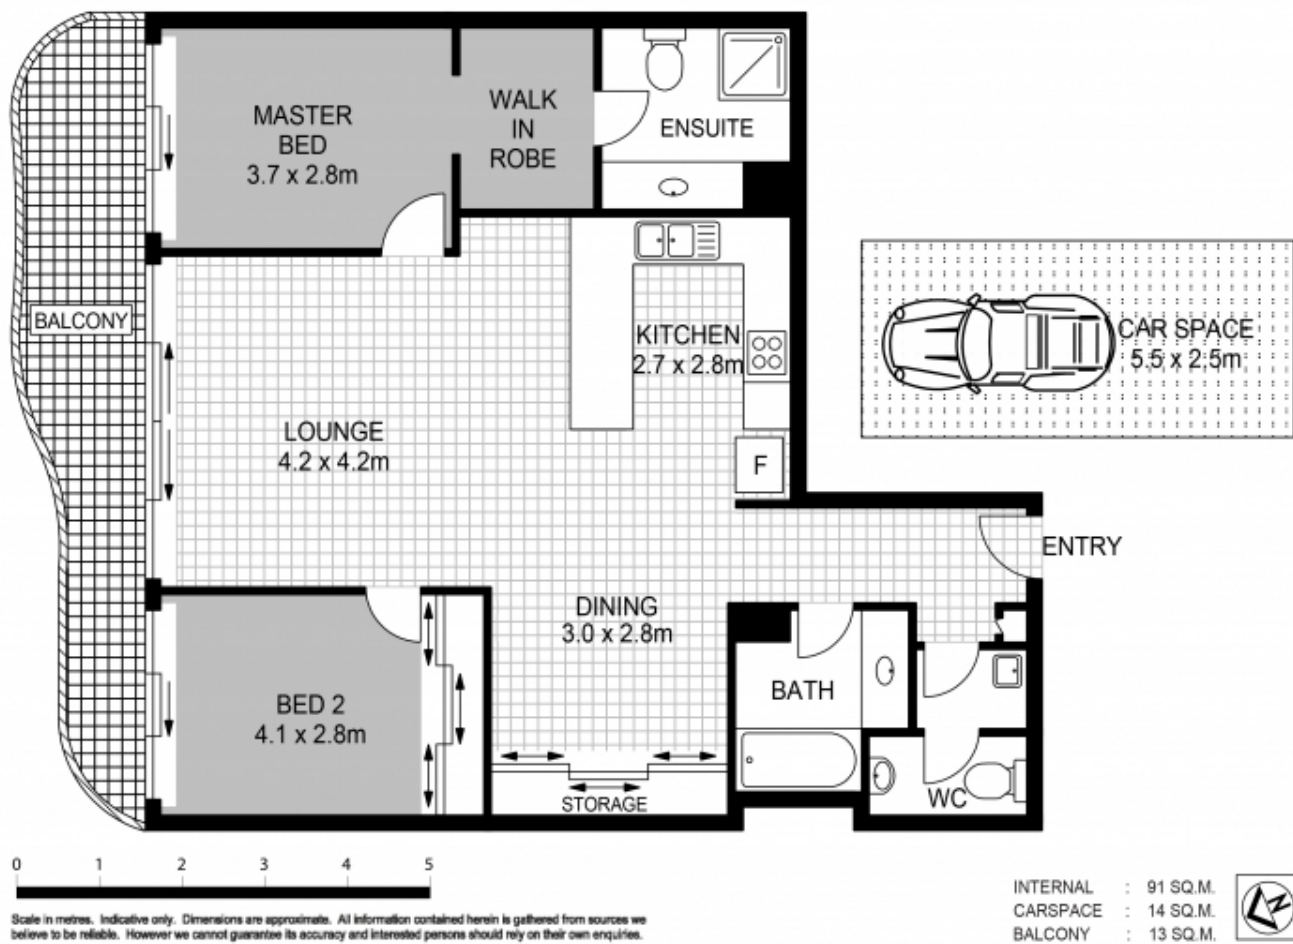 MASTER
BED
3.7 x 2.8m
WALK
IN
ROBE
ENSUITE
BALCONY
KITCHEN
2.7 x 2.8m
CAR SPACE
5.5 x 2.5m
LOUNGE
4.2 x 4.2m
F
ENTRY
DINING
3.0 x 2.8m
BED 2
4.1 x 2.8m
BATH
STORAGE
WC
0 1 2 3 4 5
Scale in metres. Indicative only. Dimensions are approximate. All information contained herein is gathered from sources we
believe to be reliable. However we cannot guarantee its accuracy and interested persons should rely on their own enquiries.
INTERNAL : 91 SQ.M.
CARSPACE : 14 SQ.M.
BALCONY : 13 SQ.M.
N